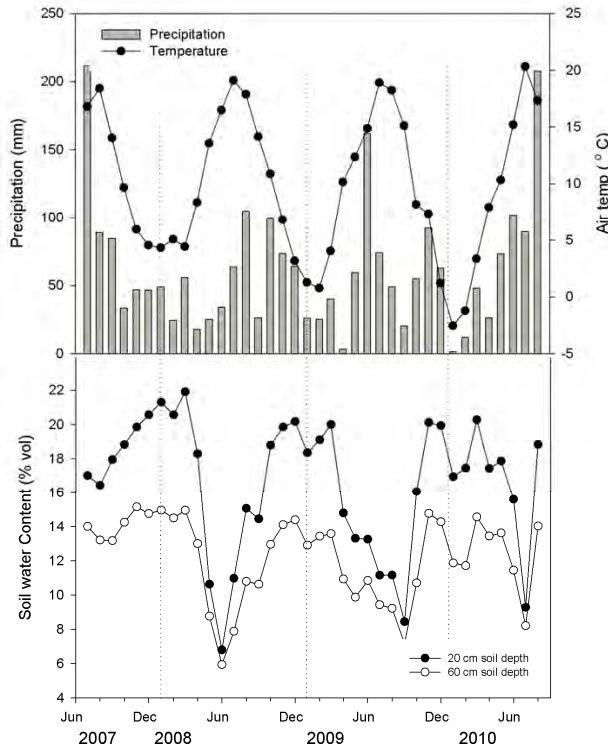 250
200
150
100
50
0
Precipitation (mm)
Precipitation
Temperature
25
20
15
10
5
0
-5
Air temp ( ° C)
22
20
18
16
14
12
10
8
6
4
Soil water Content (% vol)
20 cm soil depth
60 cm soil depth
Jun Dec Jun Dec Jun Dec Jun
2007 2008 2009 2010